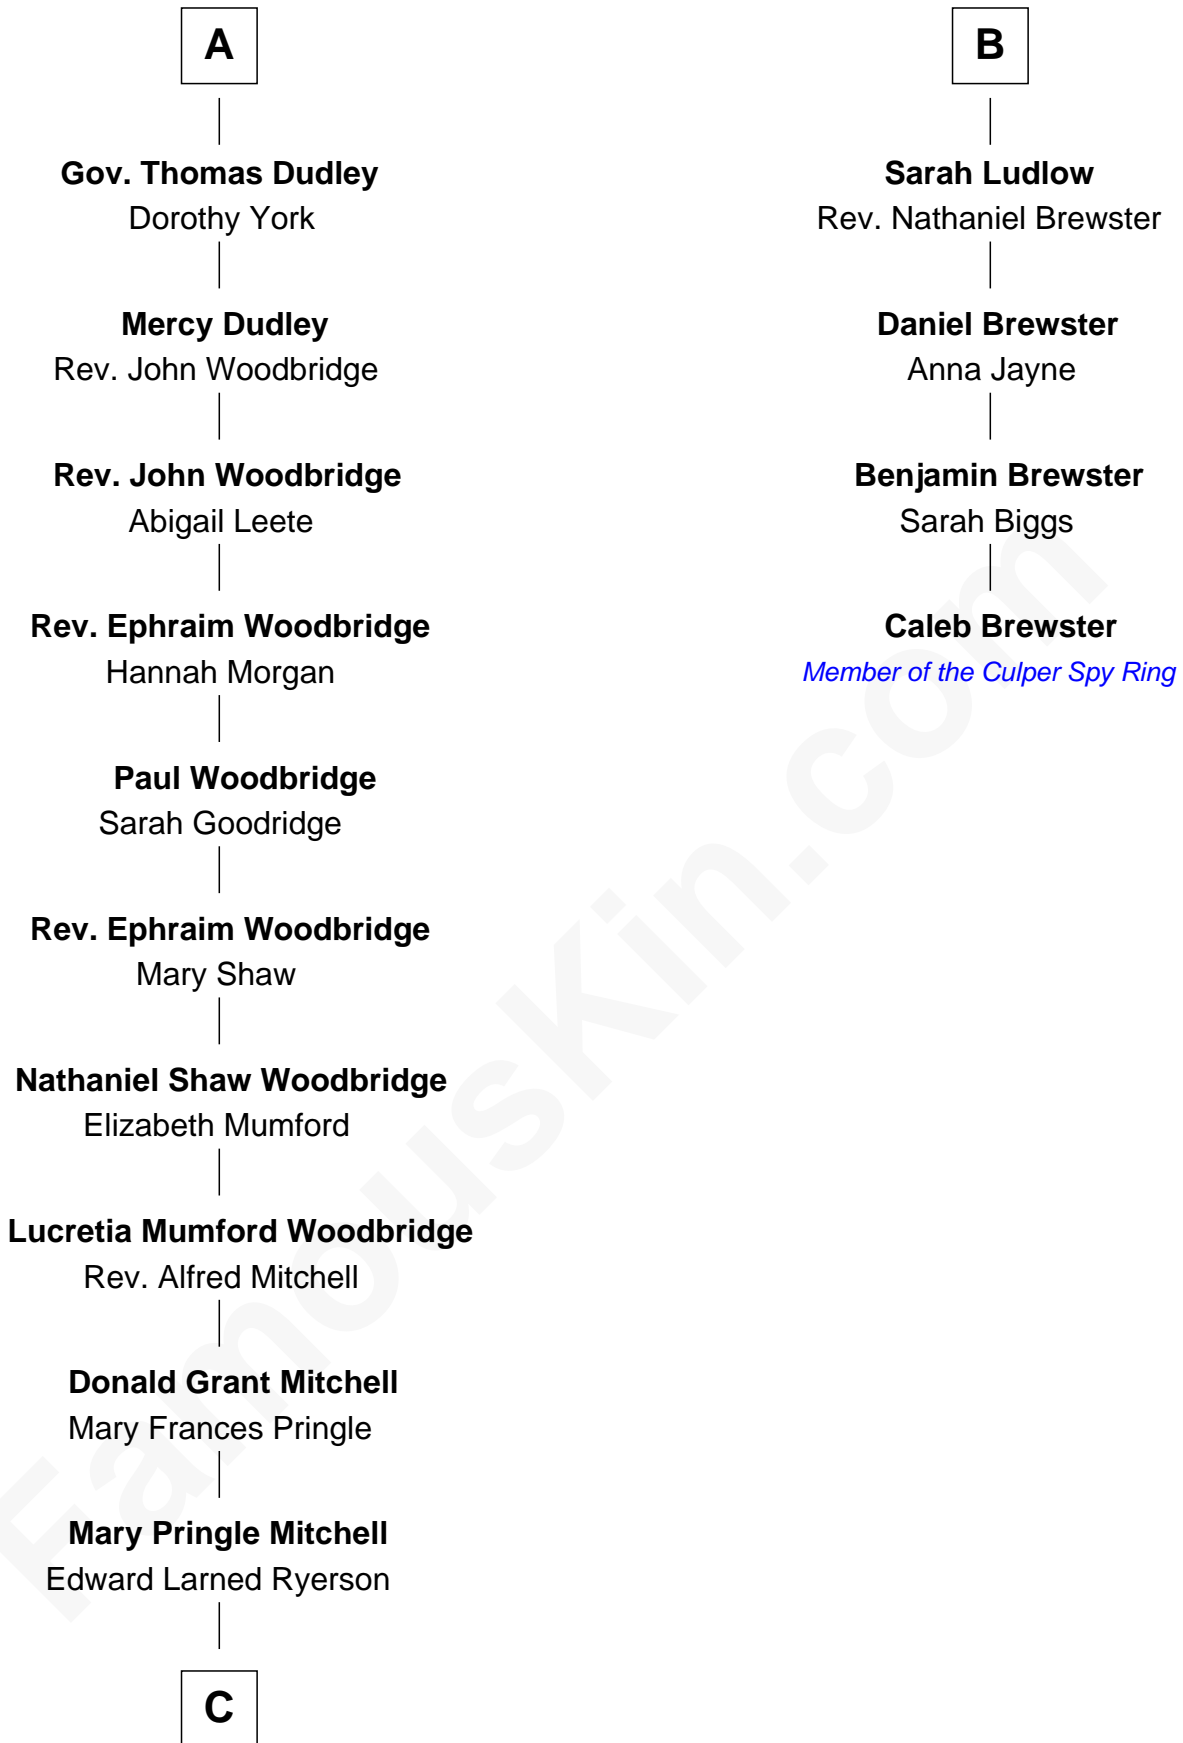 A
Gov. Thomas Dudley
Dorothy York
Mercy Dudley
Rev. John Woodbridge
Rev. John Woodbridge
Abigail Leete
Rev. Ephraim Woodbridge
Hannah Morgan
Paul Woodbridge
Sarah Goodridge
Rev. Ephraim Woodbridge
Mary Shaw
Nathaniel Shaw Woodbridge
Elizabeth Mumford
Lucretia Mumford Woodbridge
Rev. Alfred Mitchell
Donald Grant Mitchell
Mary Frances Pringle
Mary Pringle Mitchell
Edward Larned Ryerson
C
B
Sarah Ludlow
Rev. Nathaniel Brewster
Daniel Brewster
Anna Jayne
Benjamin Brewster
Sarah Biggs
Caleb Brewster
Member of the Culper Spy Ring
FamousKin.com